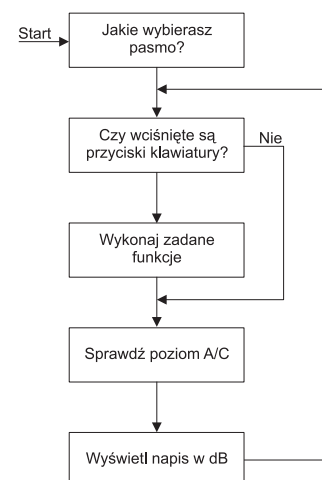 Start
Jakie wybierasz
pasmo?
Czy wciśnięte są
przyciski klawiatury?
Nie
Wykonaj zadane
funkcje
Sprawdź poziom A/C
Wyświetl napis w dB